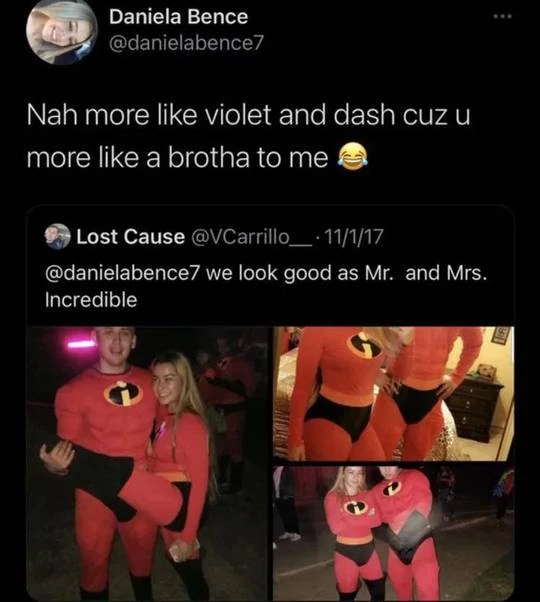 Daniela Bence
@danielabence7
Nah more like violet and dash cuz u
more like a brotha to me 😂
Lost Cause @VCarrillo__ · 11/1/17
@danielabence7 we look good as Mr. and Mrs.
Incredible